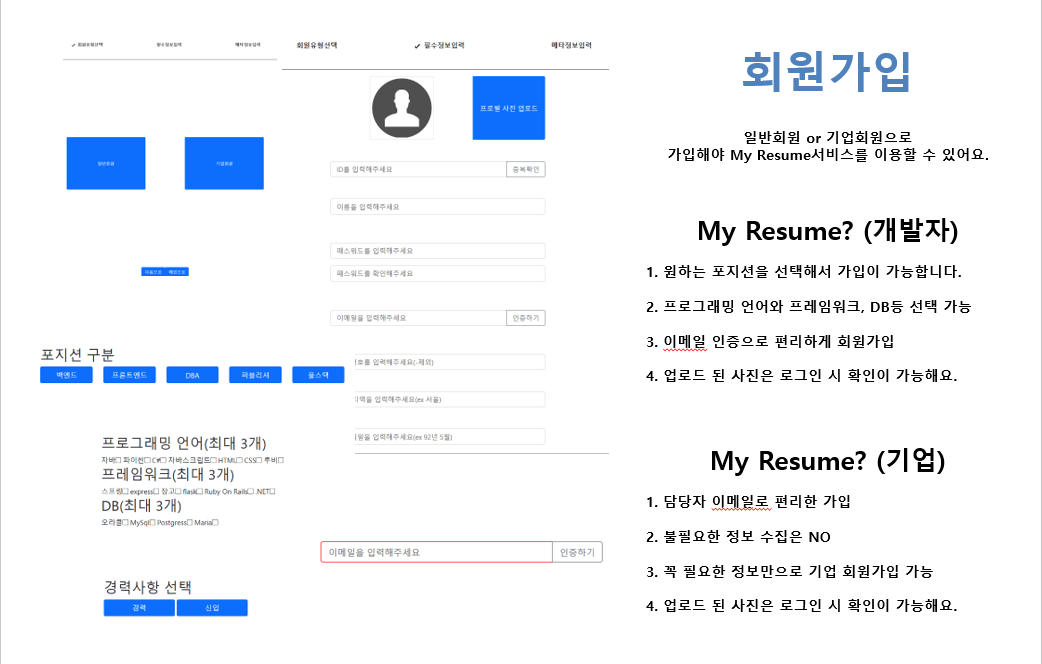 ✓ 회원유형선택 필수정보입력 메타정보입력
일반회원 기업회원
다음으로 메인으로
회원유형선택 ✓ 필수정보입력 메타정보입력
프로필 사진 업로드
ID를 입력해주세요 중복확인
이름을 입력해주세요
패스워드를 입력해주세요
패스워드를 확인해주세요
이메일을 입력해주세요 인증하기
호를 입력해주세요(-제외)
지역을 입력해주세요(ex 서울)
월일을 입력해주세요(ex 92년 5월)
포지션 구분
백엔드 프론트엔드 DBA 퍼블리셔 풀스택
프로그래밍 언어(최대 3개)
자바□ 파이썬□ C#□ 자바스크립트□ HTML□ CSS□ 루비□
프레임워크(최대 3개)
스프링□ express□ 장고□ flask□ Ruby On Rails□ .NET□
DB(최대 3개)
오라클□ MySql□ Postgress□ Maria□
이메일을 입력해주세요 인증하기
경력사항 선택
경력 신입
회원가입
일반회원 or 기업회원으로
가입해야 My Resume서비스를 이용할 수 있어요.
My Resume? (개발자)
1. 원하는 포지션을 선택해서 가입이 가능합니다.
2. 프로그래밍 언어와 프레임워크, DB등 선택 가능
3. 이메일 인증으로 편리하게 회원가입
4. 업로드 된 사진은 로그인 시 확인이 가능해요.
My Resume? (기업)
1. 담당자 이메일로 편리한 가입
2. 불필요한 정보 수집은 NO
3. 꼭 필요한 정보만으로 기업 회원가입 가능
4. 업로드 된 사진은 로그인 시 확인이 가능해요.